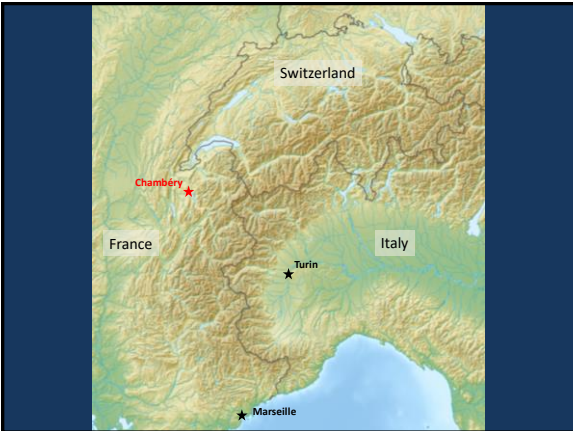 Switzerland
Chambéry
France
Italy
Turin
Marseille